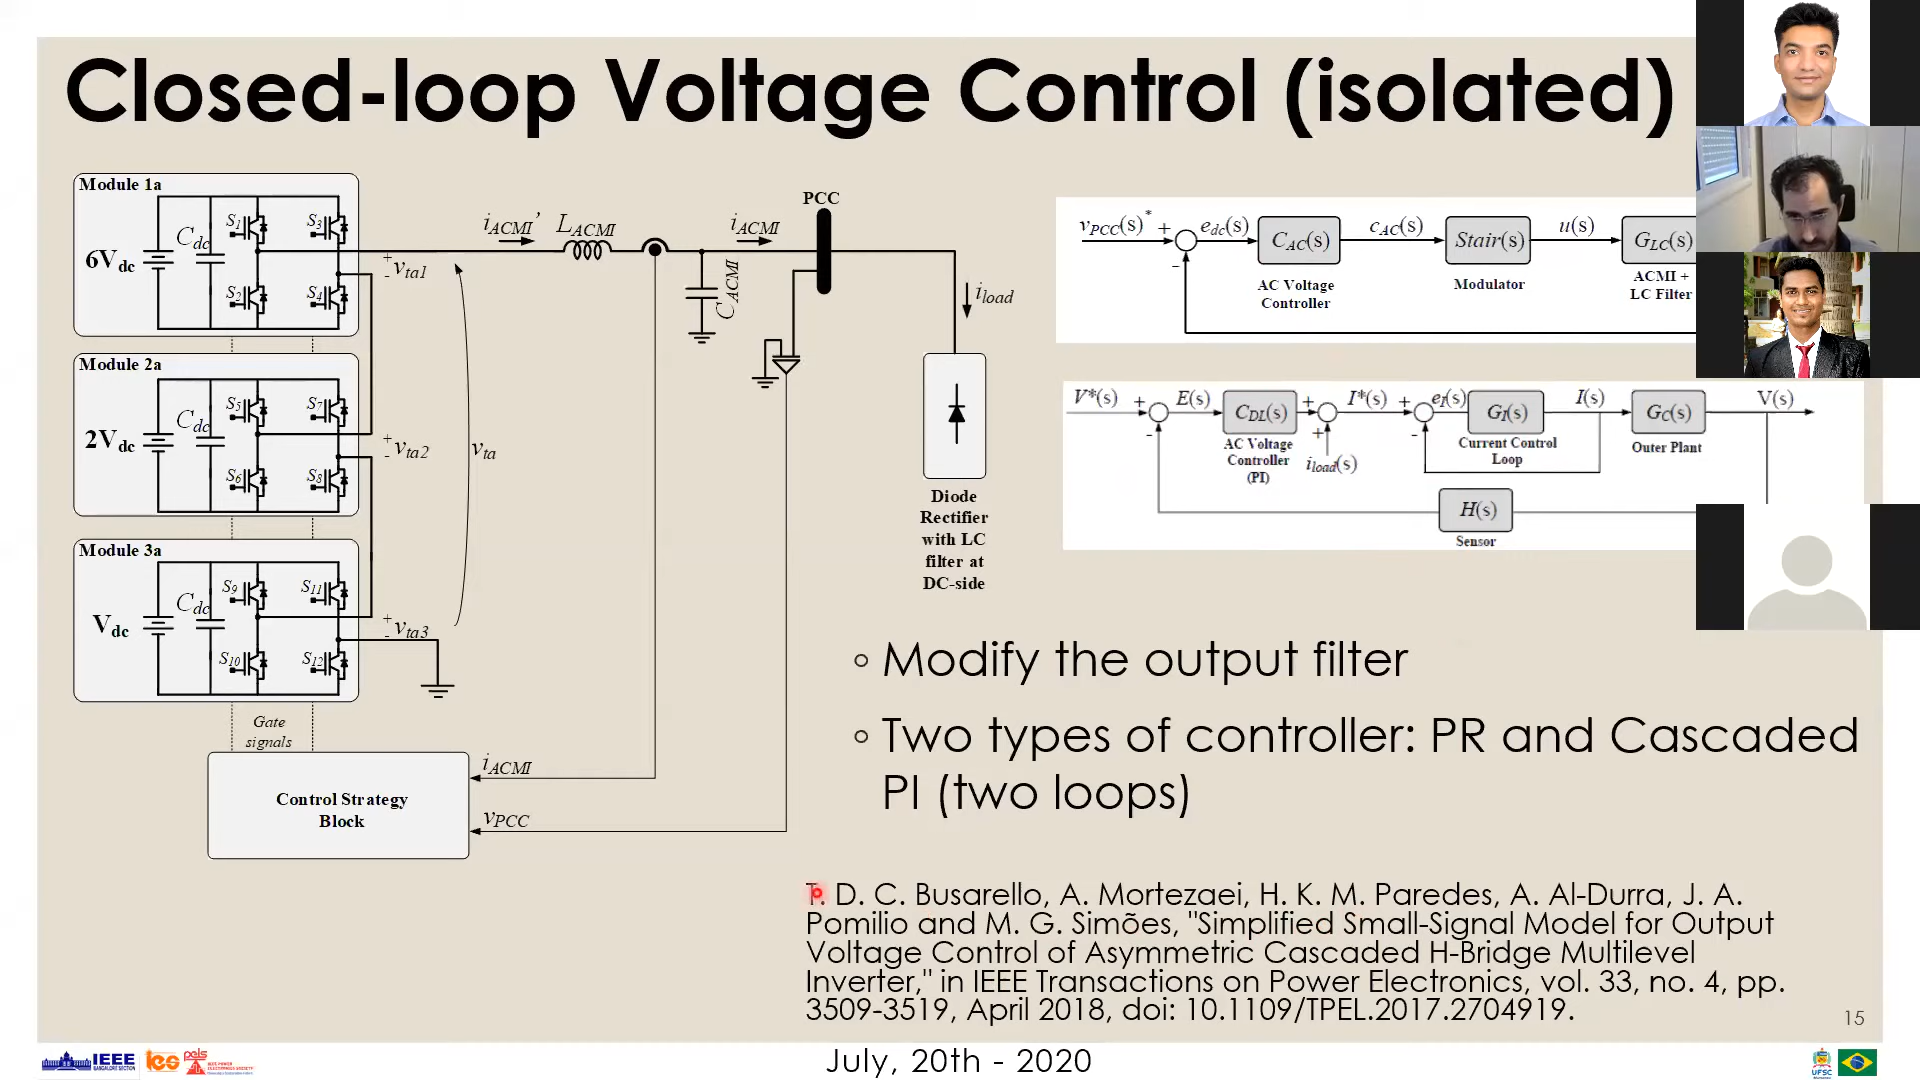 Closed-loop Voltage Control (isolated)
Module 1a
6Vdc
Cdc
S1
S3
S2
S4
+
-
vta1
Module 2a
2Vdc
Cdc
S5
S7
S6
S8
+
-
vta2
vta
Module 3a
Vdc
Cdc
S9
S11
S10
S12
+
-
vta3
Gate
signals
Control Strategy
Block
iACMI
vPCC
iACMI’
LACMI
iACMI
CACMI
PCC
iload
Diode
Rectifier
with LC
filter at
DC-side
vPCC(s)*
+
-
edc(s)
CAC(s)
AC Voltage
Controller
cAC(s)
Stair(s)
Modulator
u(s)
GLC(s)
ACMI +
LC Filter
V*(s)
+
-
E(s)
CDL(s)
AC Voltage
Controller
(PI)
+
+
iload(s)
I*(s)
+
-
eI(s)
GI(s)
Current Control
Loop
I(s)
GC(s)
Outer Plant
V(s)
H(s)
Sensor
◦ Modify the output filter
◦ Two types of controller: PR and Cascaded
PI (two loops)
T. D. C. Busarello, A. Mortezaei, H. K. M. Paredes, A. Al-Durra, J. A.
Pomilio and M. G. Simões, "Simplified Small-Signal Model for Output
Voltage Control of Asymmetric Cascaded H-Bridge Multilevel
Inverter," in IEEE Transactions on Power Electronics, vol. 33, no. 4, pp.
3509-3519, April 2018, doi: 10.1109/TPEL.2017.2704919.
15
IEEE
BANGALORE SECTION
ies
pels
July, 20th - 2020
UFSC